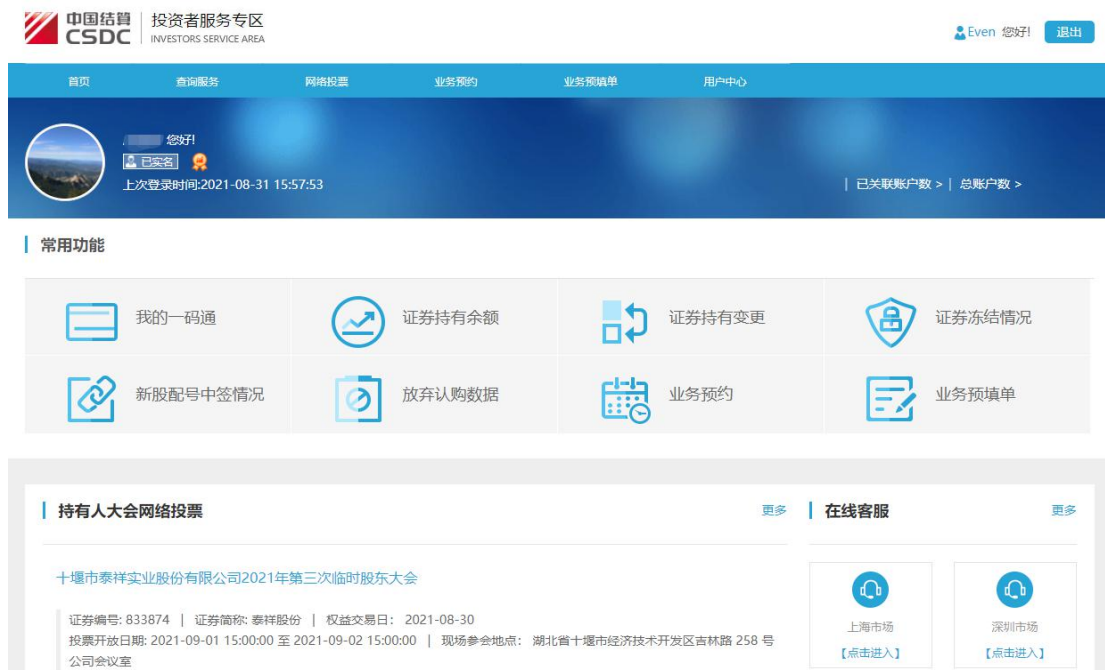 中国结算 投资者服务专区
CSDC INVESTORS SERVICE AREA
Even 您好! 退出
首页 查询服务 网络投票 业务预约 业务预填单 用户中心
您好!
已实名
上次登录时间:2021-08-31 15:57:53
| 已关联账户数 > | 总账户数 >
常用功能
我的一码通 证券持有余额 证券持有变更 证券冻结情况
新股配号中签情况 放弃认购数据 业务预约 业务预填单
持有人大会网络投票 更多
十堰市泰祥实业股份有限公司2021年第三次临时股东大会
证券编号: 833874 | 证券简称: 泰祥股份 | 权益交易日: 2021-08-30
投票开放日期: 2021-09-01 15:00:00 至 2021-09-02 15:00:00 | 现场参会地点: 湖北省十堰市经济技术开发区吉林路 258 号
公司会议室
在线客服 更多
上海市场 深圳市场
【点击进入】 【点击进入】